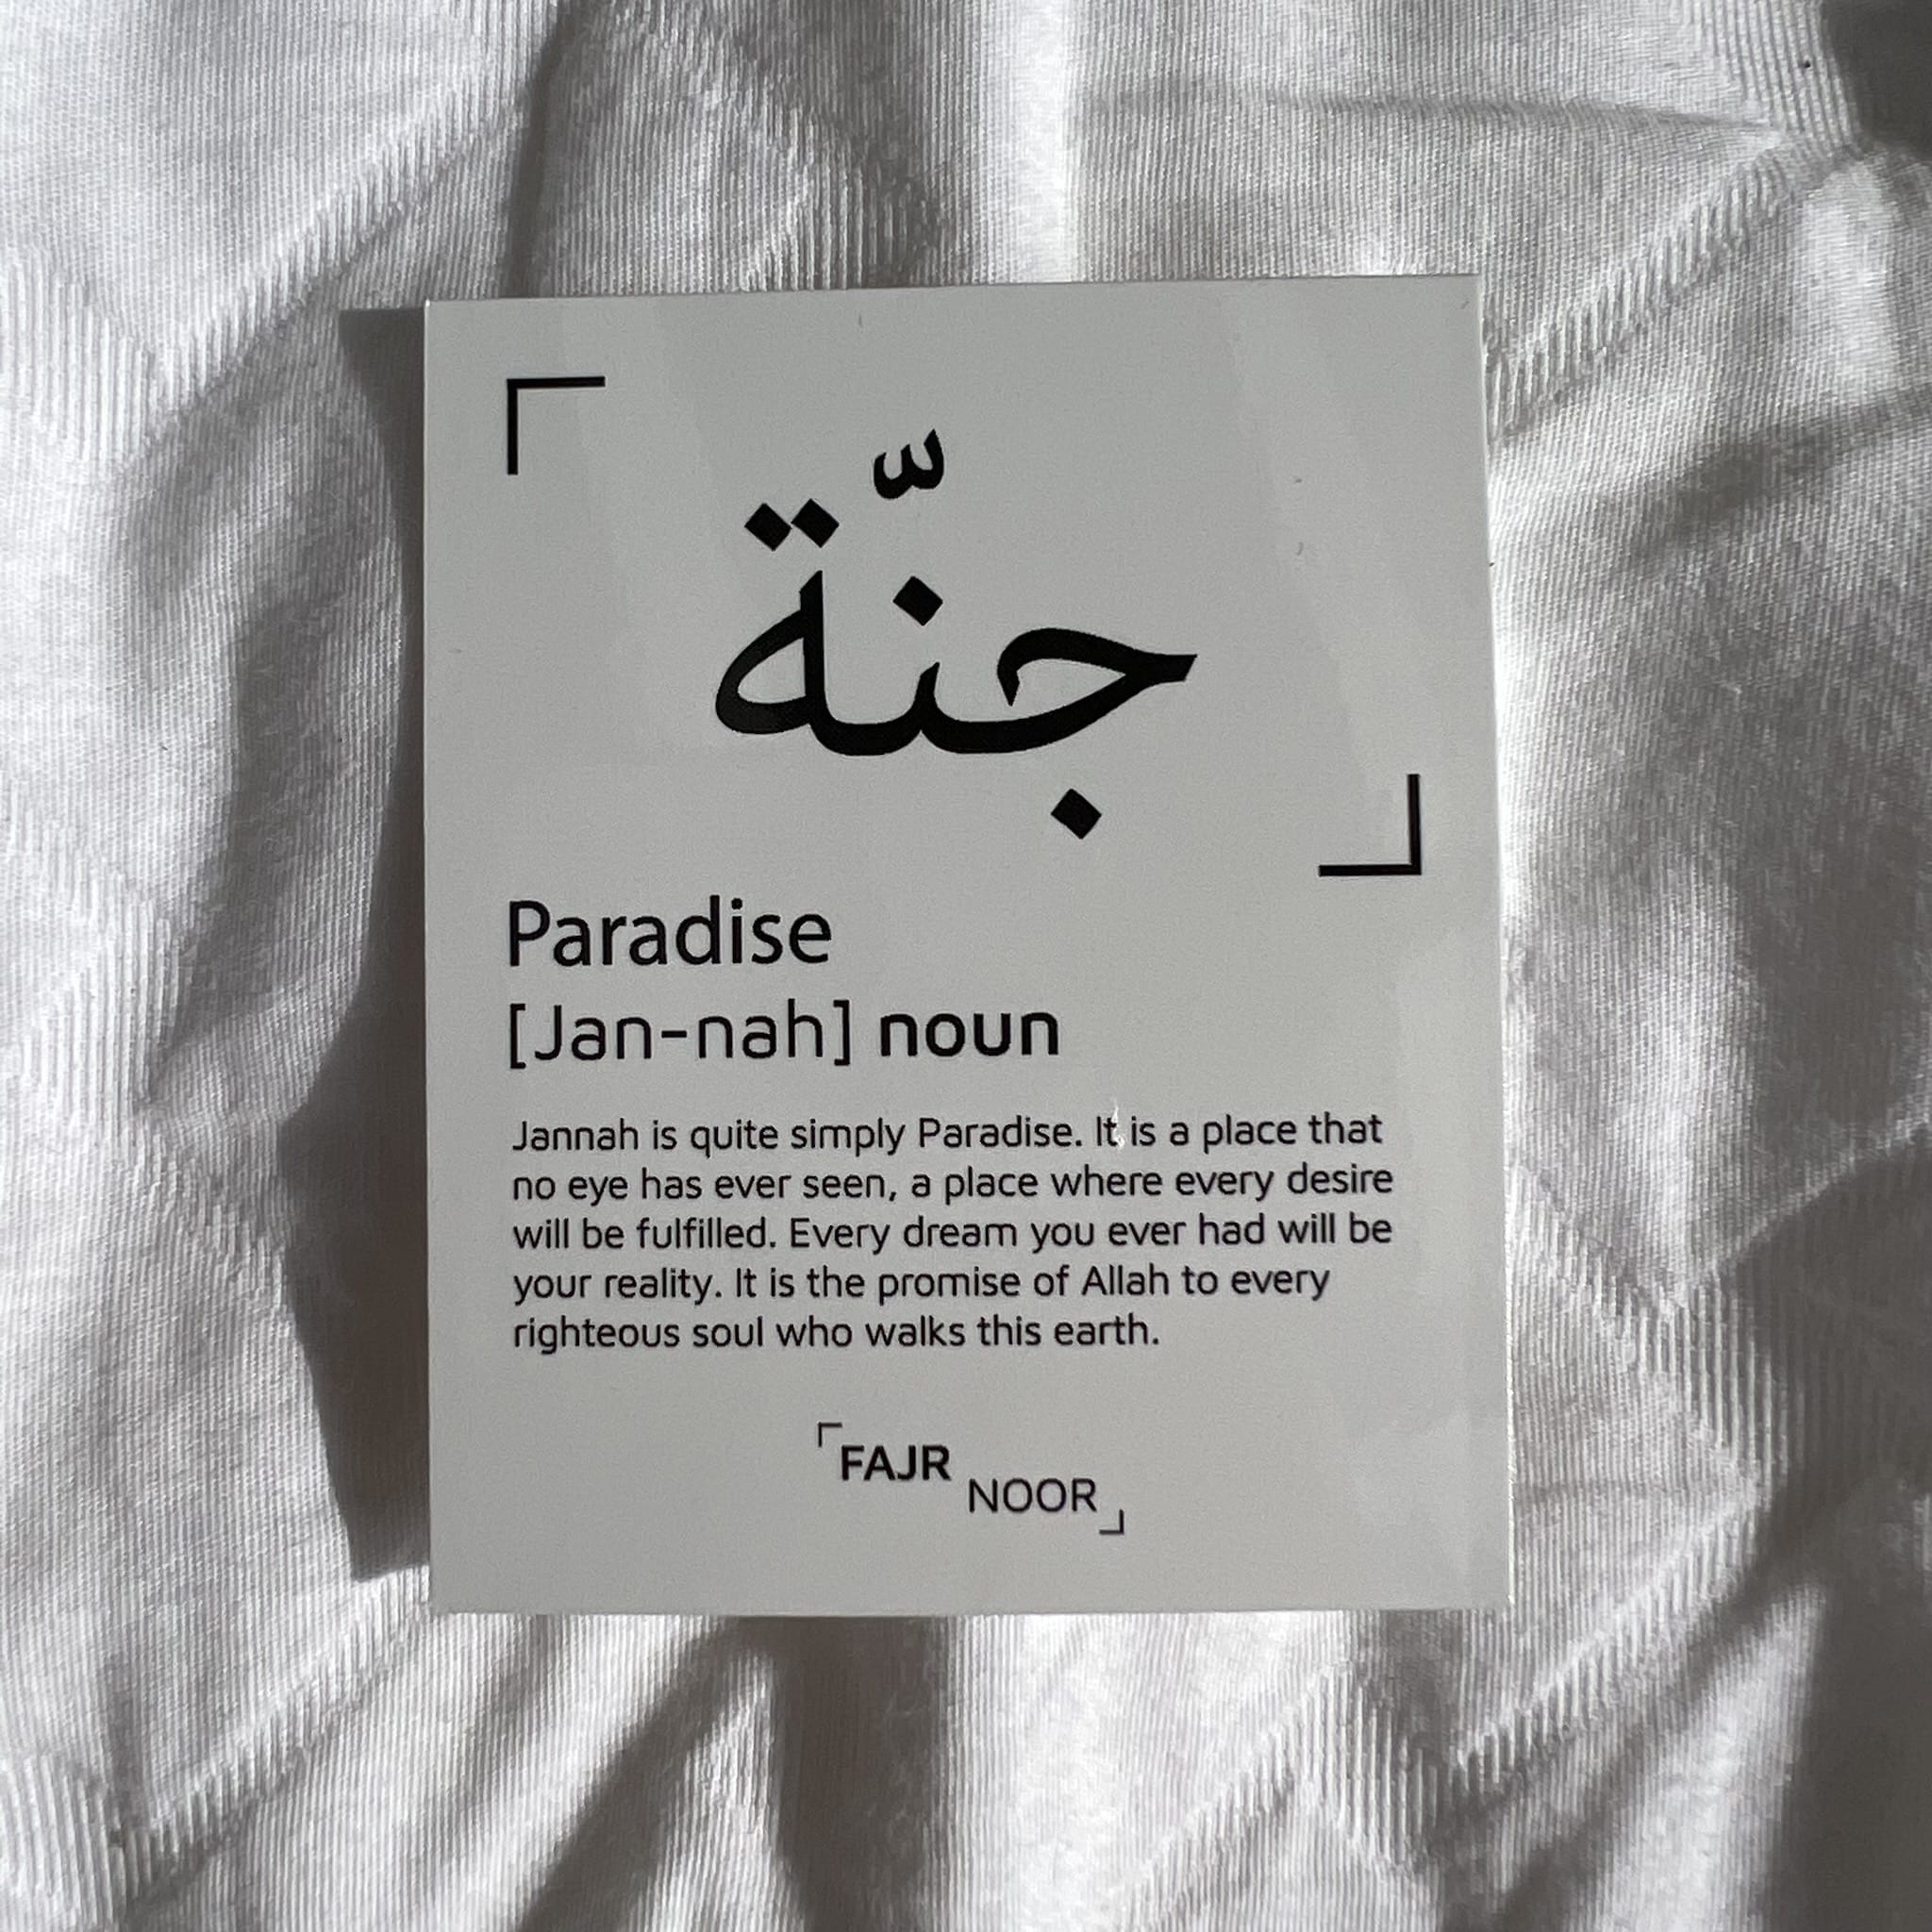 جنّة
Paradise
[Jan-nah] noun
Jannah is quite simply Paradise. It is a place that
no eye has ever seen, a place where every desire
will be fulfilled. Every dream you ever had will be
your reality. It is the promise of Allah to every
righteous soul who walks this earth.
FAJR
NOOR